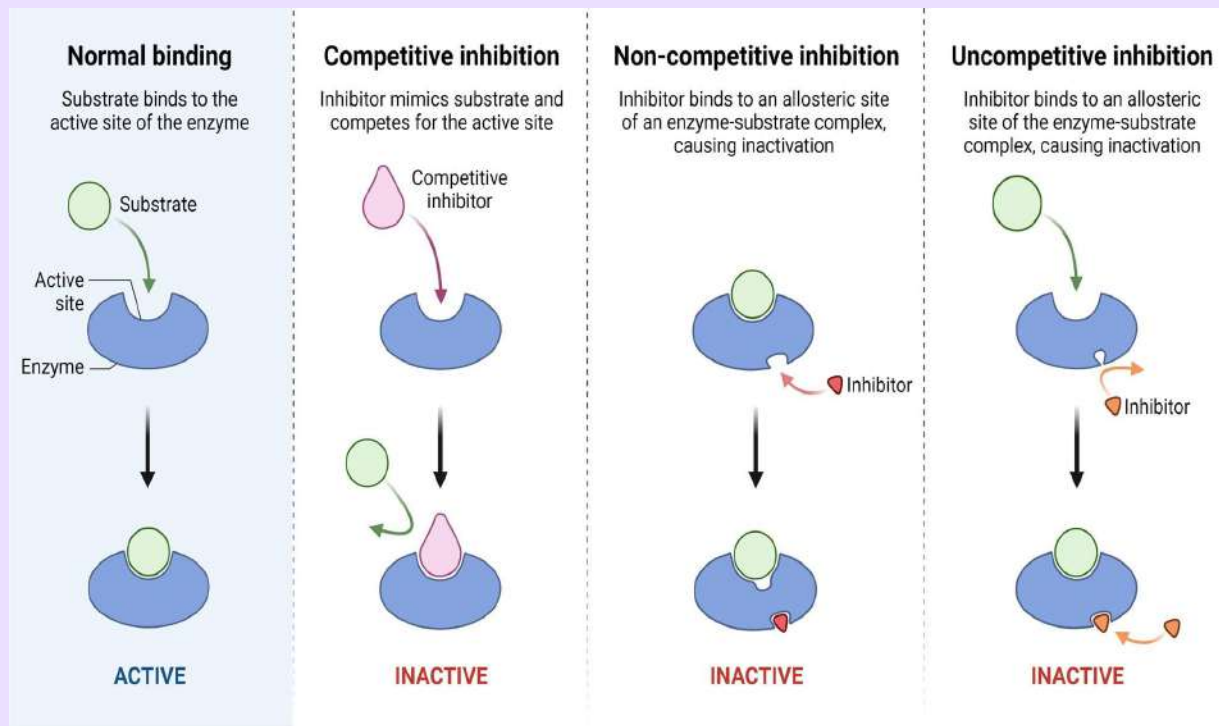 Normal binding
Substrate binds to the
active site of the enzyme
Substrate
Active
site
Enzyme
ACTIVE
Competitive inhibition
Inhibitor mimics substrate and
competes for the active site
Competitive
inhibitor
INACTIVE
Non-competitive inhibition
Inhibitor binds to an allosteric site
of an enzyme-substrate complex,
causing inactivation
Inhibitor
INACTIVE
Uncompetitive inhibition
Inhibitor binds to an allosteric
site of the enzyme-substrate
complex, causing inactivation
Inhibitor
INACTIVE